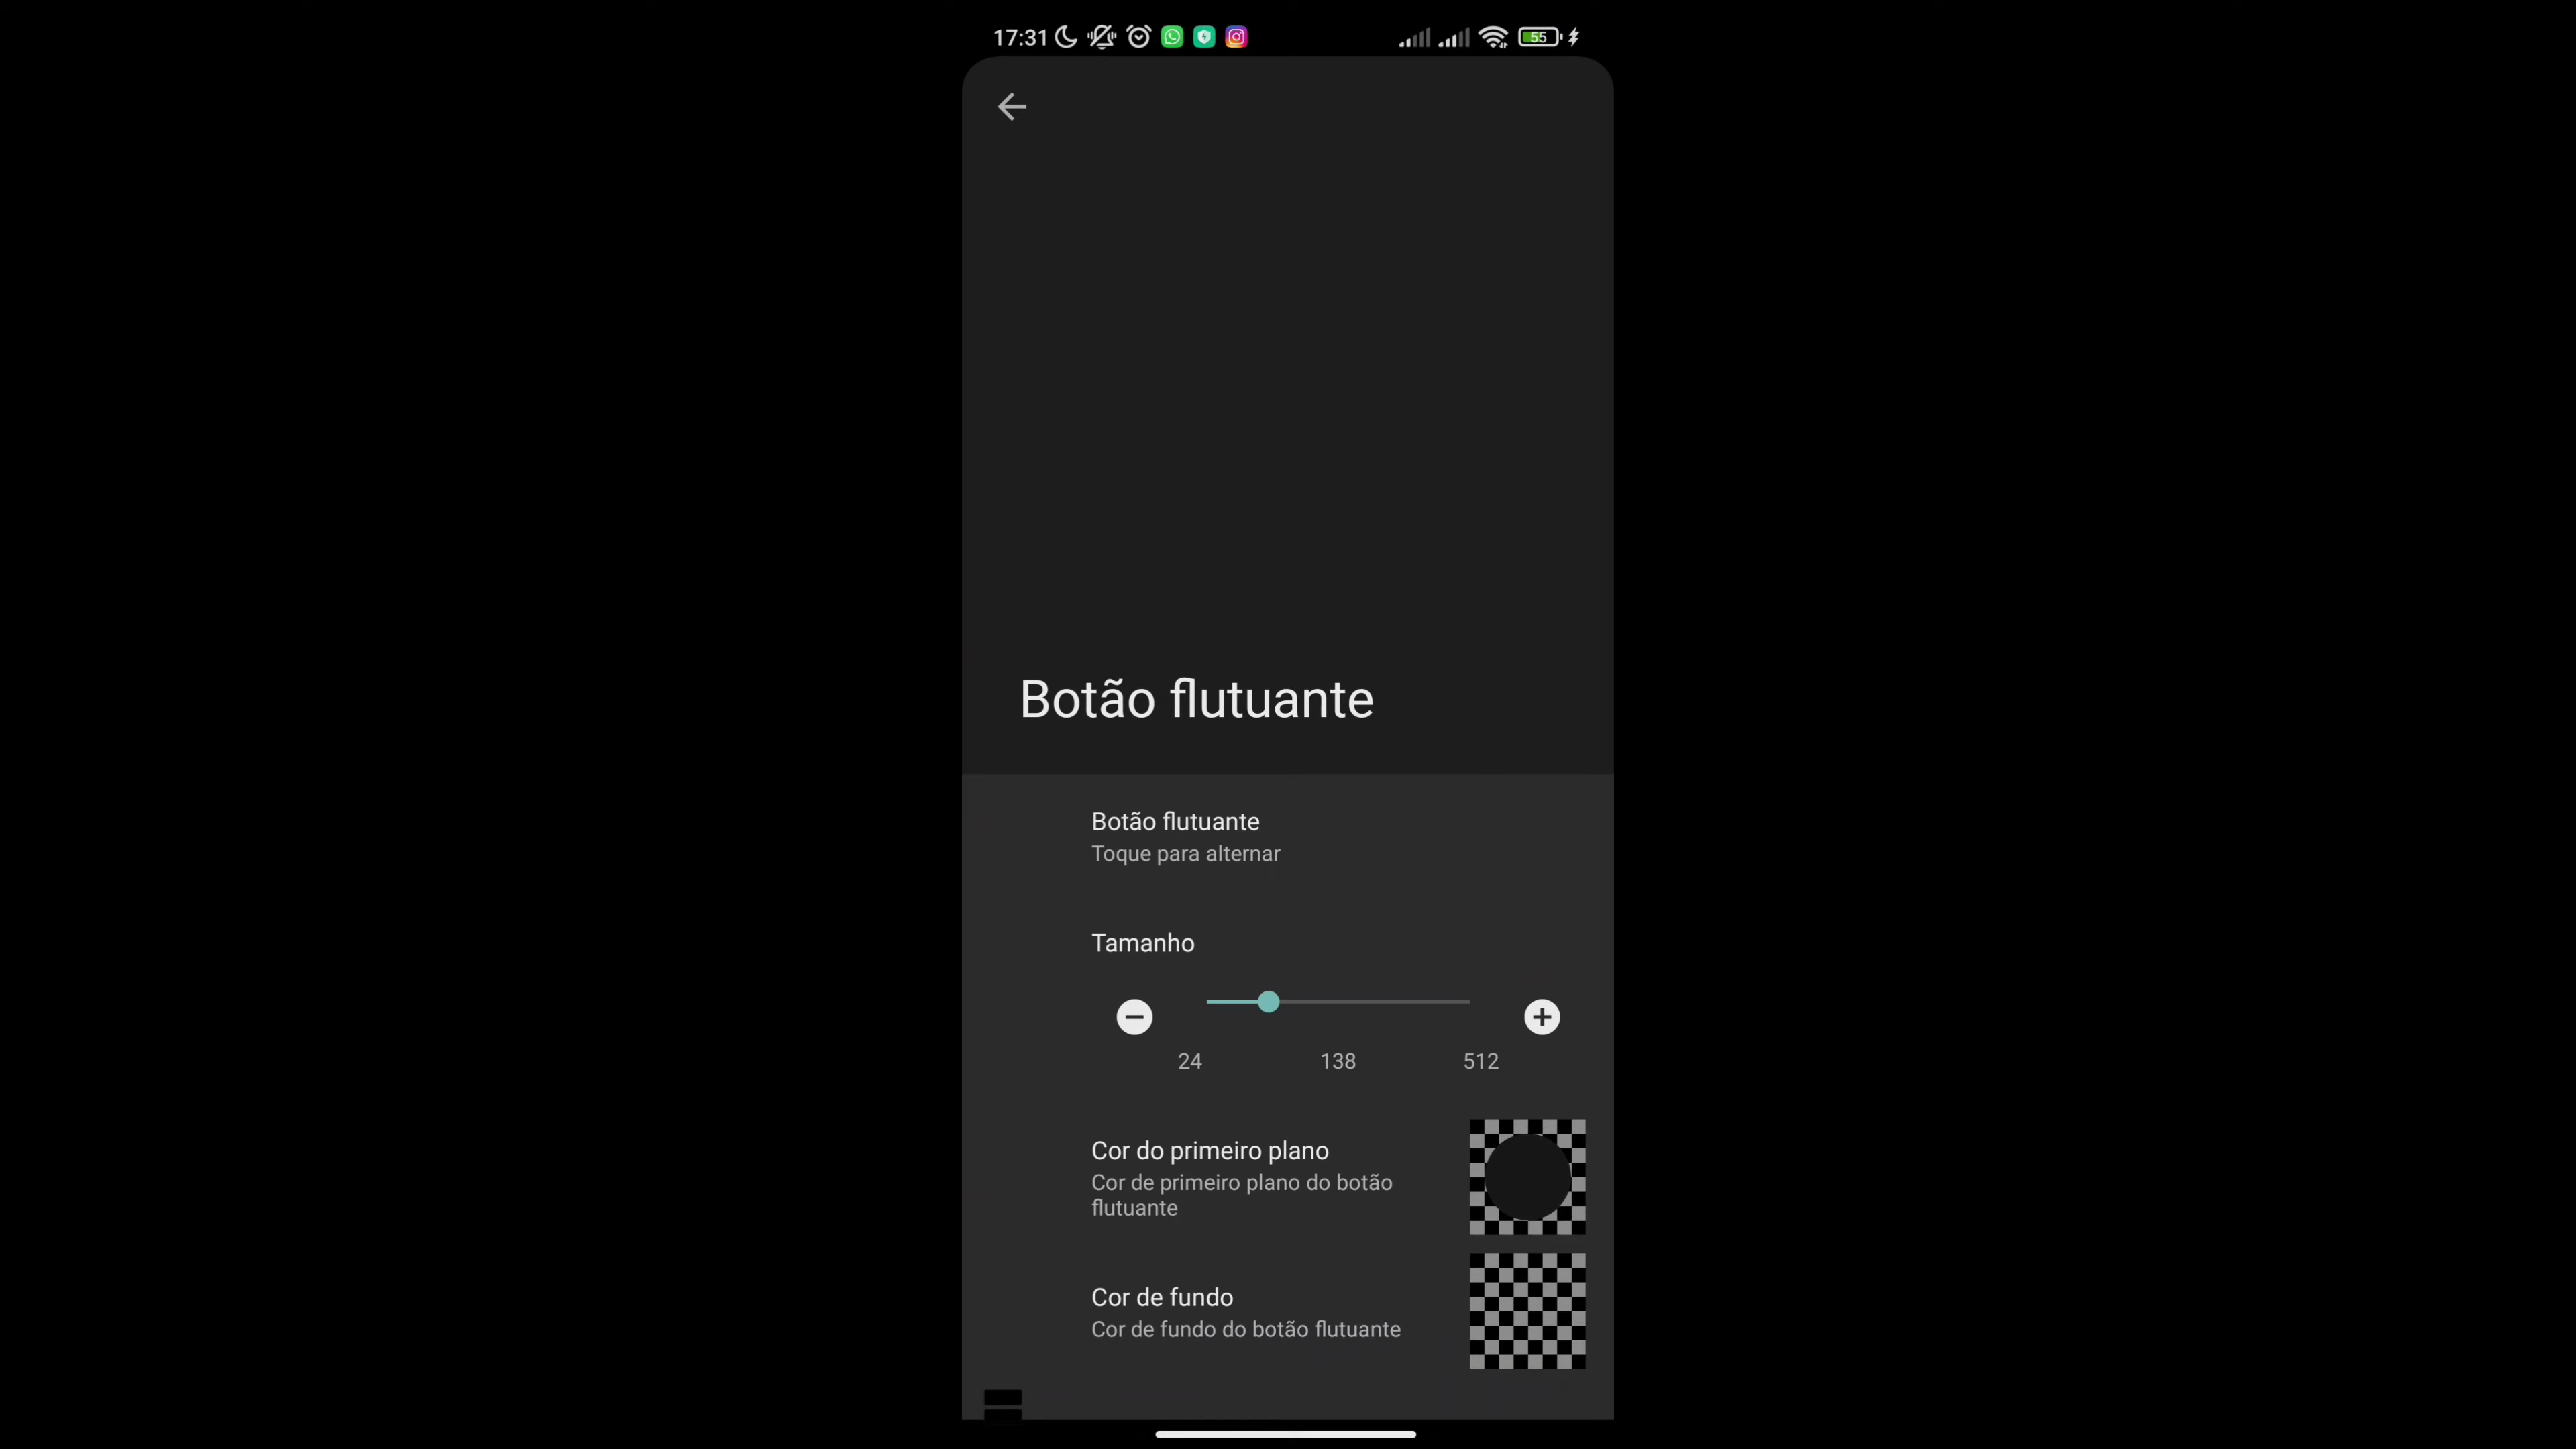 17:31
55
Botão flutuante
Botão flutuante
Toque para alternar
Tamanho
24 138 512
Cor do primeiro plano
Cor de primeiro plano do botão
flutuante
Cor de fundo
Cor de fundo do botão flutuante